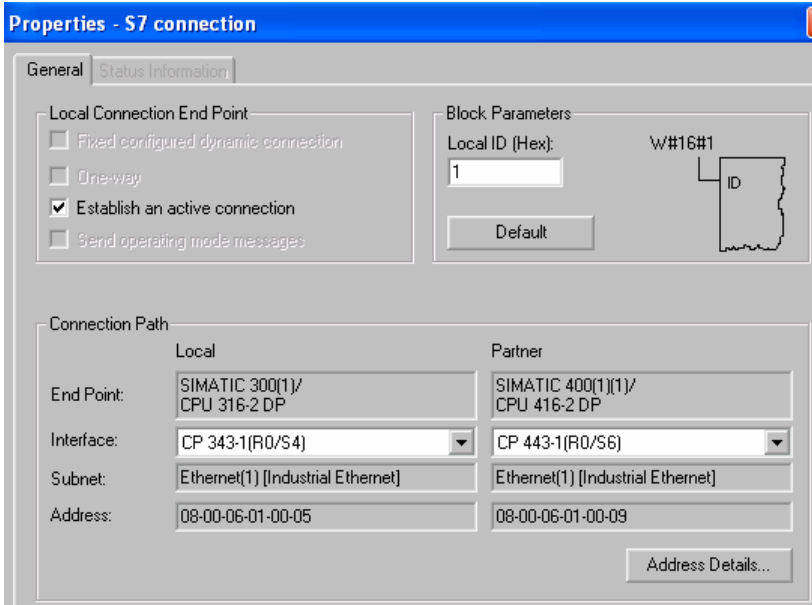 Properties - S7 connection
General
Status Information
Local Connection End Point
Fixed configured dynamic connection
One-way
Establish an active connection
Send operating mode messages
Block Parameters
Local ID (Hex):
W#16#1
1
ID
Default
Connection Path
Local
Partner
End Point:
SIMATIC 300(1)/
CPU 316-2 DP
SIMATIC 400(1)(1)/
CPU 416-2 DP
Interface:
CP 343-1(R0/S4)
CP 443-1(R0/S6)
Subnet:
Ethernet(1) [Industrial Ethernet]
Ethernet(1) [Industrial Ethernet]
Address:
08-00-06-01-00-05
08-00-06-01-00-09
Address Details...